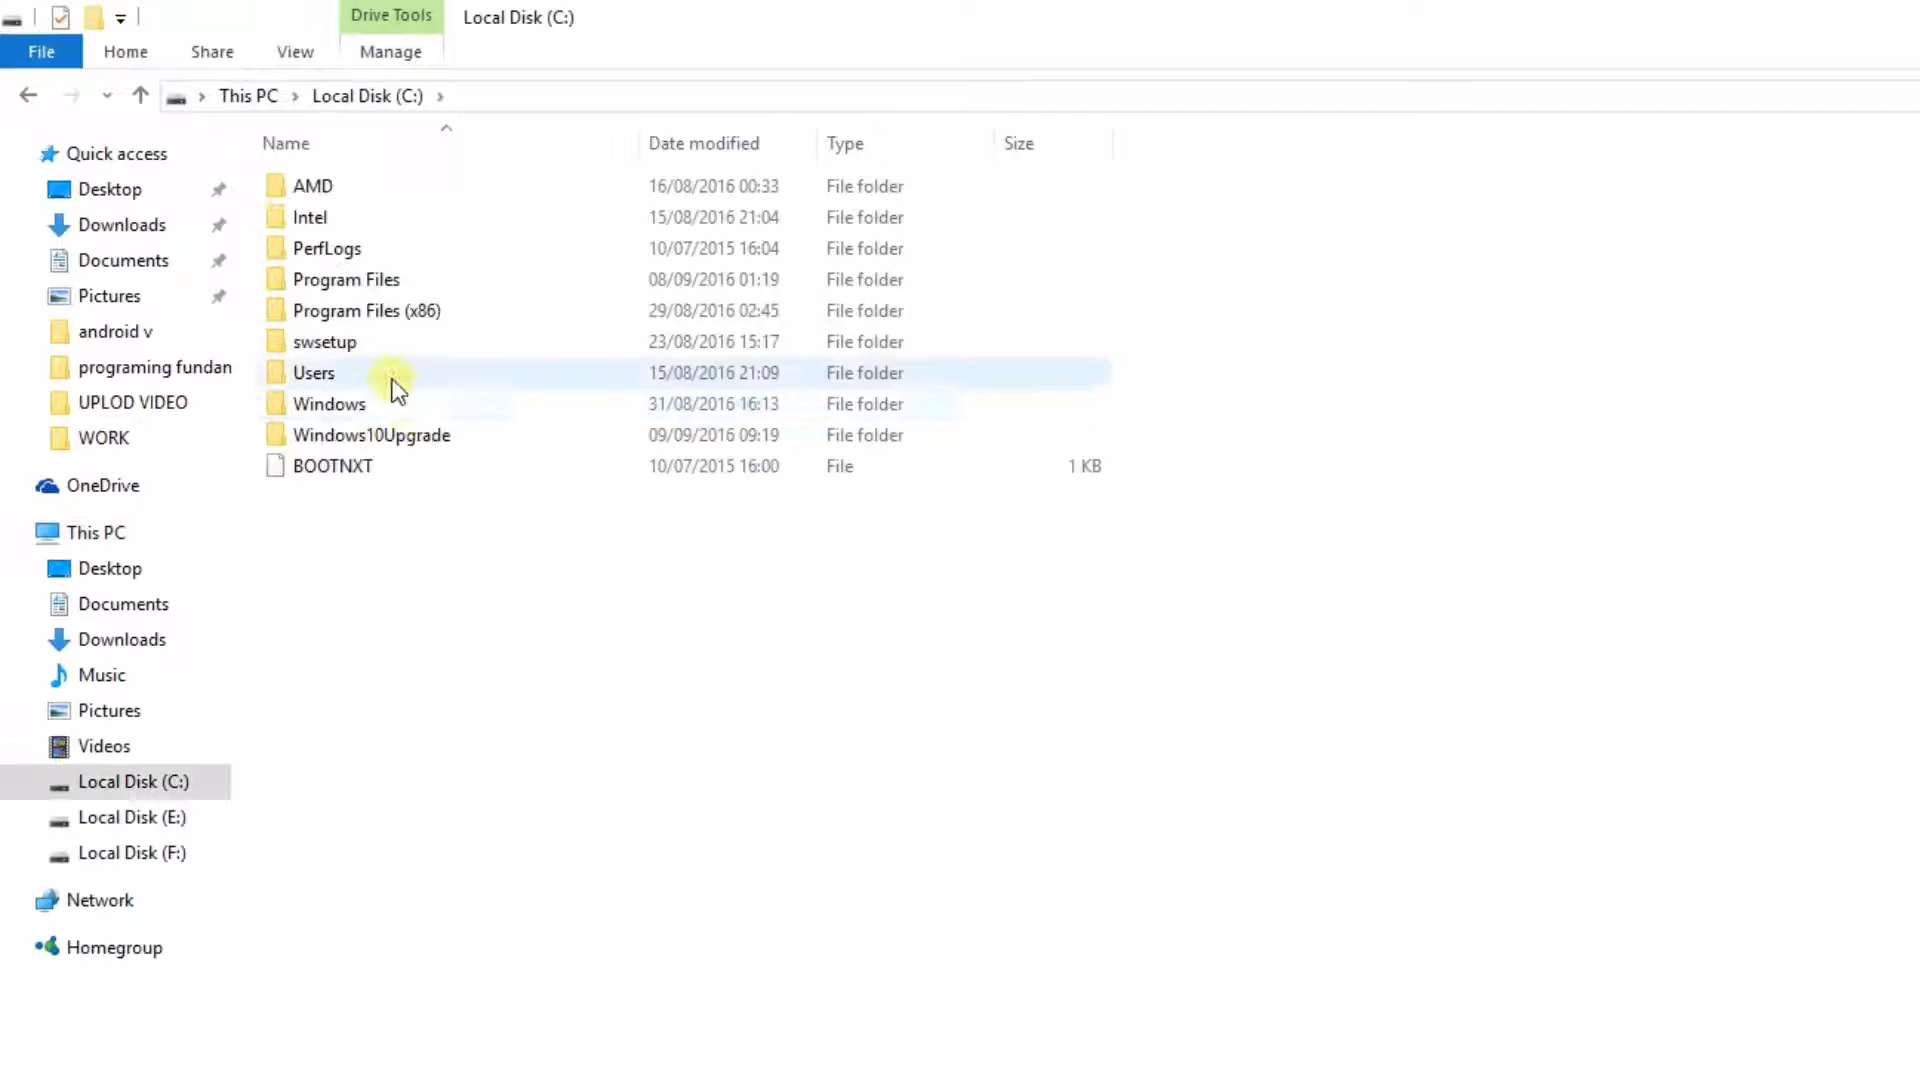 Drive Tools
Local Disk (C:)
File
Home
Share
View
Manage
This PC
Local Disk (C:)
Name
Date modified
Type
Size
Quick access
Desktop
Downloads
Documents
Pictures
android v
programing fundan
UPLOD VIDEO
WORK
OneDrive
This PC
Desktop
Documents
Downloads
Music
Pictures
Videos
Local Disk (C:)
Local Disk (E:)
Local Disk (F:)
Network
Homegroup
AMD 16/08/2016 00:33 File folder
Intel 15/08/2016 21:04 File folder
PerfLogs 10/07/2015 16:04 File folder
Program Files 08/09/2016 01:19 File folder
Program Files (x86) 29/08/2016 02:45 File folder
swsetup 23/08/2016 15:17 File folder
Users 15/08/2016 21:09 File folder
Windows 31/08/2016 16:13 File folder
Windows10Upgrade 09/09/2016 09:19 File folder
BOOTNXT 10/07/2015 16:00 File 1 KB